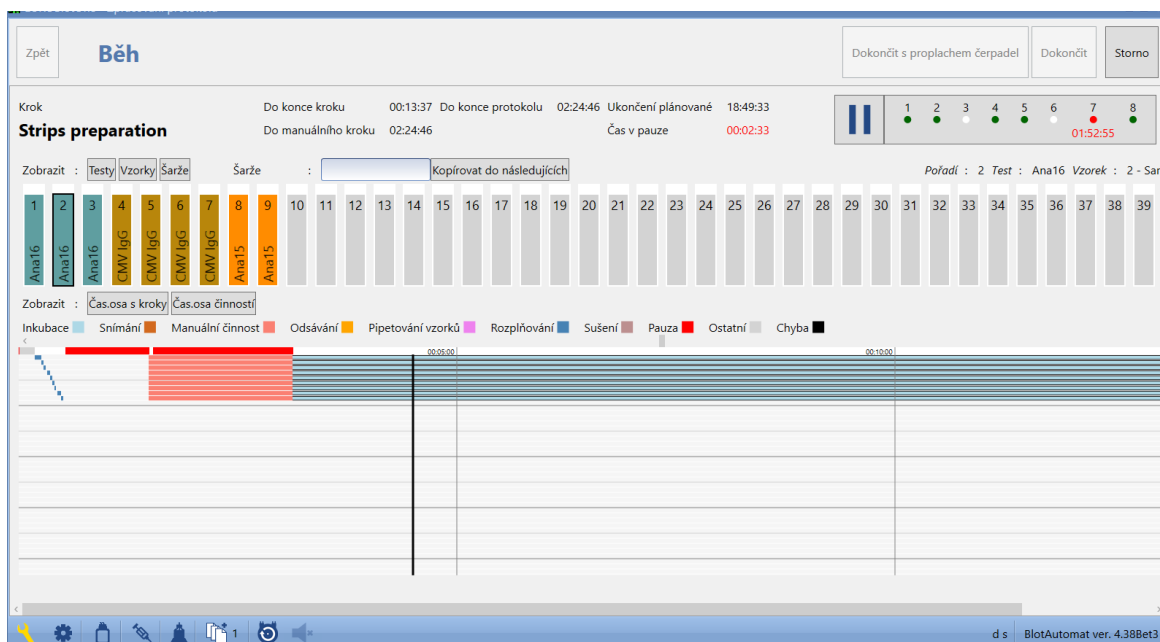 Zpět Běh Dokončit s proplachem čerpadel Dokončit Storno
Krok Do konce kroku 00:13:37 Do konce protokolu 02:24:46 Ukončení plánované 18:49:33
Strips preparation Do manuálního kroku 02:24:46 Čas v pauze 00:02:33
1 2 3 4 5 6 7 8
01:52:55
Zobrazit : Testy Vzorky Šarže Šarže : Kopírovat do následujících Pořadí : 2 Test : Ana16 Vzorek : 2 - Sar
1 2 3 4 5 6 7 8 9 10 11 12 13 14 15 16 17 18 19 20 21 22 23 24 25 26 27 28 29 30 31 32 33 34 35 36 37 38 39
Ana16 Ana16 Ana16 CMV IgG CMV IgG CMV IgG CMV IgG Ana15 Ana15
Zobrazit : Čas.osa s kroky Čas.osa činností
Inkubace Snímání Manuální činnost Odsávání Pipetování vzorků Rozplňování Sušení Pauza Ostatní Chyba
00:05:00 00:10:00
1 d s BlotAutomat ver. 4.38Bet3